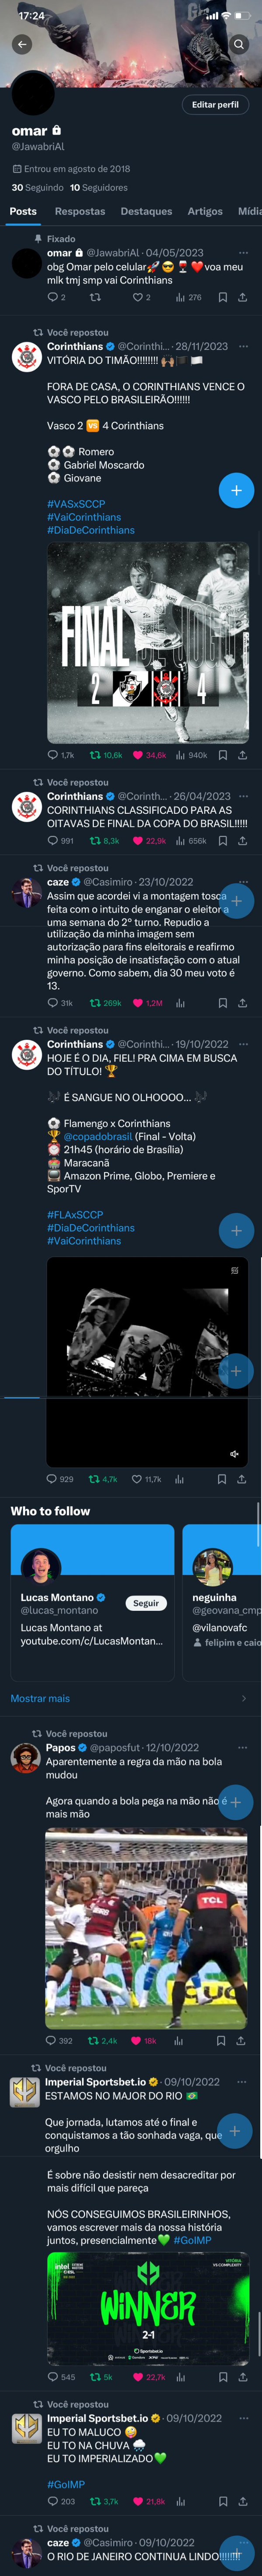 17:24
Editar perfil
omar
@JawabriAl
Entrou em agosto de 2018
30 Seguindo 10 Seguidores
Posts Respostas Destaques Artigos Mídia
Fixado
omar @JawabriAl · 04/05/2023
obg Omar pelo celular🚀 😎 🍷 ❤️voa meu
mlk tmj smp vai Corinthians
2 2 276
Você repostou
Corinthians @Corinthi... · 28/11/2023
VITÓRIA DO TIMÃO!!!!!!!! 🙌🏽🏴🏳️
FORA DE CASA, O CORINTHIANS VENCE O
VASCO PELO BRASILEIRÃO!!!!!!
Vasco 2 🆚 4 Corinthians
⚽⚽ Romero
⚽ Gabriel Moscardo
⚽ Giovane
#VASxSCCP
#VaiCorinthians
#DiaDeCorinthians
FINAL
2 4
1,7k 10,6k 34,6k 940k
Você repostou
Corinthians @Corinth... · 26/04/2023
CORINTHIANS CLASSIFICADO PARA AS
OITAVAS DE FINAL DA COPA DO BRASIL!!!!!
991 8,3k 22,9k 656k
Você repostou
caze @Casimiro · 23/10/2022
Assim que acordei vi a montagem tosca
feita com o intuito de enganar o eleitor a
uma semana do 2° turno. Repudio a
utilização da minha imagem sem
autorização para fins eleitorais e reafirmo
minha posição de insatisfação com o atual
governo. Como sabem, dia 30 meu voto é
13.
31k 269k 1,2M
Você repostou
Corinthians @Corinthi... · 19/10/2022
HOJE É O DIA, FIEL! PRA CIMA EM BUSCA
DO TÍTULO! 🏆
🎶 É SANGUE NO OLHOOOO... 🎶
⚽ Flamengo x Corinthians
🏆 @copadobrasil (Final - Volta)
⏰ 21h45 (horário de Brasília)
🏟️ Maracanã
📺 Amazon Prime, Globo, Premiere e
SporTV
#FLAxSCCP
#DiaDeCorinthians
#VaiCorinthians
929 4,7k 11,7k
Who to follow
Lucas Montano
@lucas_montano
Seguir
Lucas Montano at
youtube.com/c/LucasMontan...
neguinha
@geovana_cmp
@vilanovafc
felipim e caio
Mostrar mais
Você repostou
Papos @paposfut · 12/10/2022
Aparentemente a regra da mão na bola
mudou
Agora quando a bola pega na mão não é
mais mão
TCL
392 2,4k 18k
Você repostou
Imperial Sportsbet.io · 09/10/2022
ESTAMOS NO MAJOR DO RIO 🇧🇷
Que jornada, lutamos até o final e
conquistamos a tão sonhada vaga, que
orgulho
É sobre não desistir nem desacreditar por
mais difícil que pareça
NÓS CONSEGUIMOS BRASILEIRINHOS,
vamos escrever mais da nossa história
juntos, presencialmente💚 #GoIMP
intel
WINNER
2-1
Sportsbet.io
545 5k 22,7k
Você repostou
Imperial Sportsbet.io · 09/10/2022
EU TO MALUCO 🤪
EU TO NA CHUVA 🌧️
EU TO IMPERIALIZADO💚
#GoIMP
203 3,7k 21,8k
Você repostou
caze @Casimiro · 09/10/2022
O RIO DE JANEIRO CONTINUA LINDO!!!!!!!!